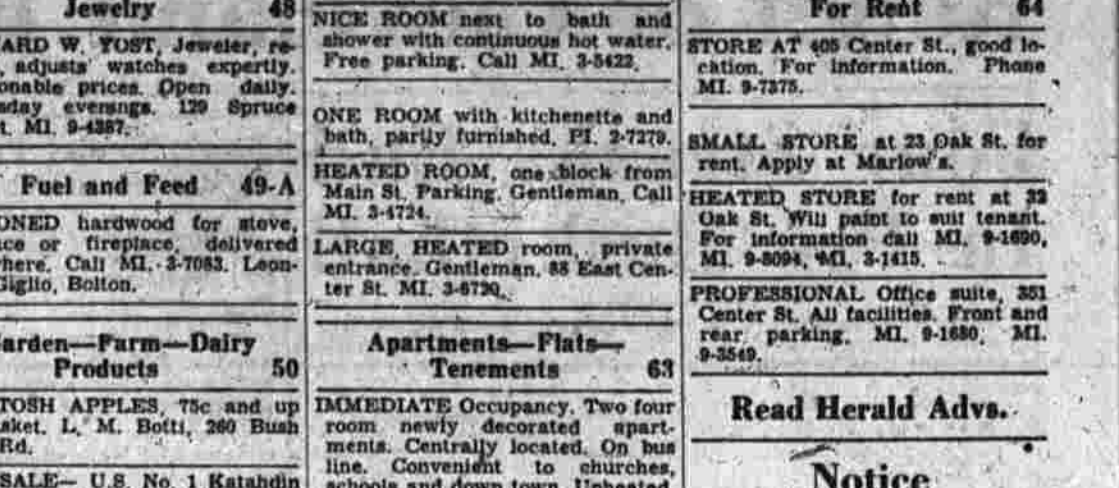 Jewelry 48
ARD W. YOST, Jeweler, re-
, adjusts watches expertly.
onable prices. Open daily.
sday evenings. 129 Spruce
t. MI. 9-4387.
Fuel and Feed 49-A
ONED hardwood for stove,
ce or fireplace, delivered
here. Call MI. 3-7083. Leon-
Giglio, Bolton.
arden—Farm—Dairy
Products 50
TOSH APPLES, 75c and up
sket. L. M. Botti, 260 Bush
Rd.
SALE— U.S. No. 1 Katahdin
NICE ROOM next to bath and
shower with continuous hot water.
Free parking. Call MI. 3-5422.
ONE ROOM with kitchenette and
bath, partly furnished. PI. 2-7279.
HEATED ROOM, one block from
Main St. Parking. Gentleman. Call
MI. 3-4724.
LARGE, HEATED room, private
entrance. Gentleman. 88 East Cen-
ter St. MI. 3-6730.
Apartments—Flats—
Tenements 63
IMMEDIATE Occupancy. Two four
room newly decorated apart-
ments. Centrally located. On bus
line. Convenient to churches,
schools and down town. Unheated.
For Rent 64
STORE AT 405 Center St., good lo-
cation. For information. Phone
MI. 9-7375.
SMALL STORE at 23 Oak St. for
rent. Apply at Marlow's.
HEATED STORE for rent at
Oak St. Will paint to suit tenant.
For information call MI. 9-1690,
MI. 9-8094, MI. 3-1415.
PROFESSIONAL Office suite, 351
Center St. All facilities. Front and
rear parking. MI. 9-1680, MI.
9-3549.
Read Herald Advs.
Notice